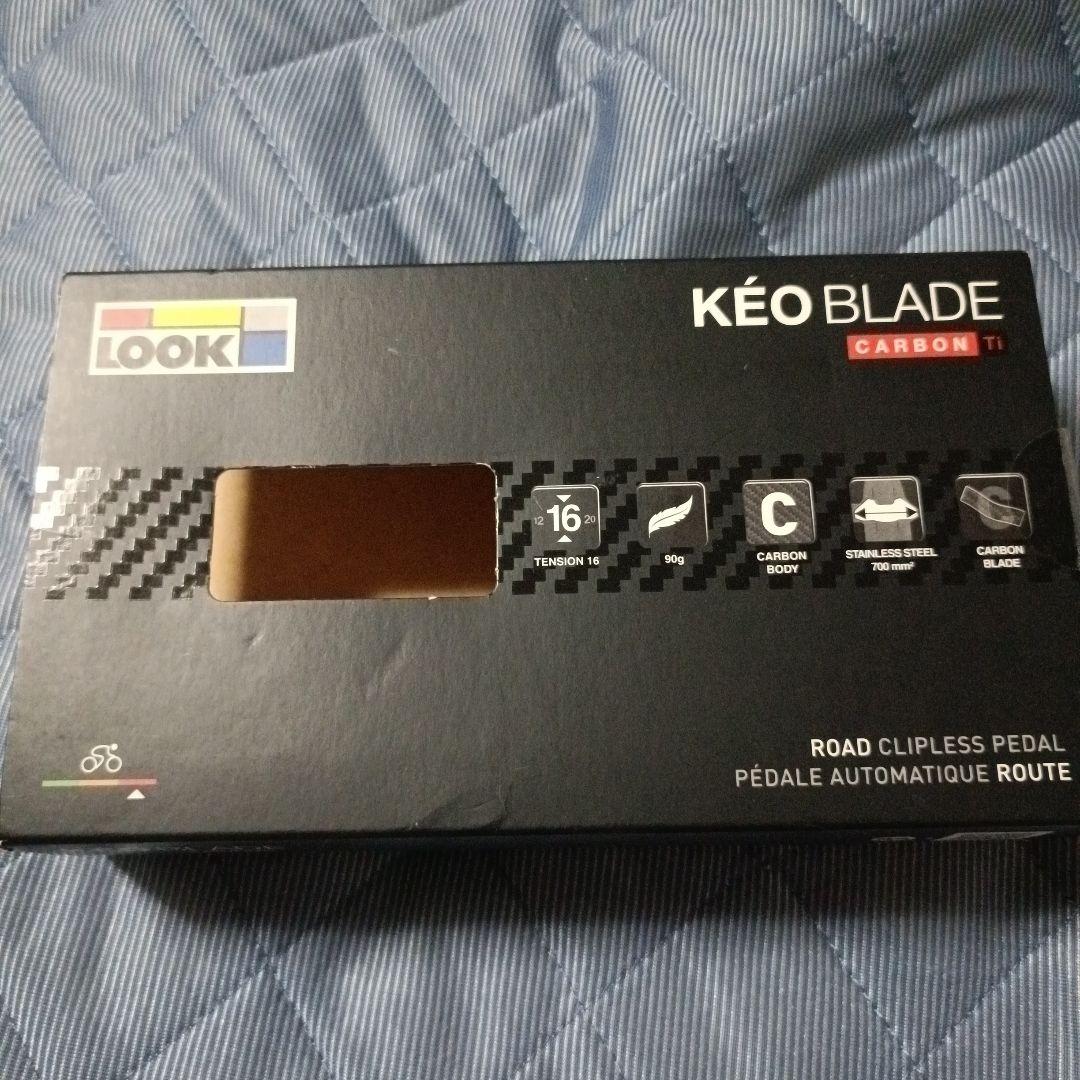 LOOK
KÉO BLADE
CARBON Ti
12 16 20
TENSION 16
90g
C
CARBON
BODY
STAINLESS STEEL
700 mm²
C
CARBON
BLADE
ROAD CLIPLESS PEDAL
PÉDALE AUTOMATIQUE ROUTE